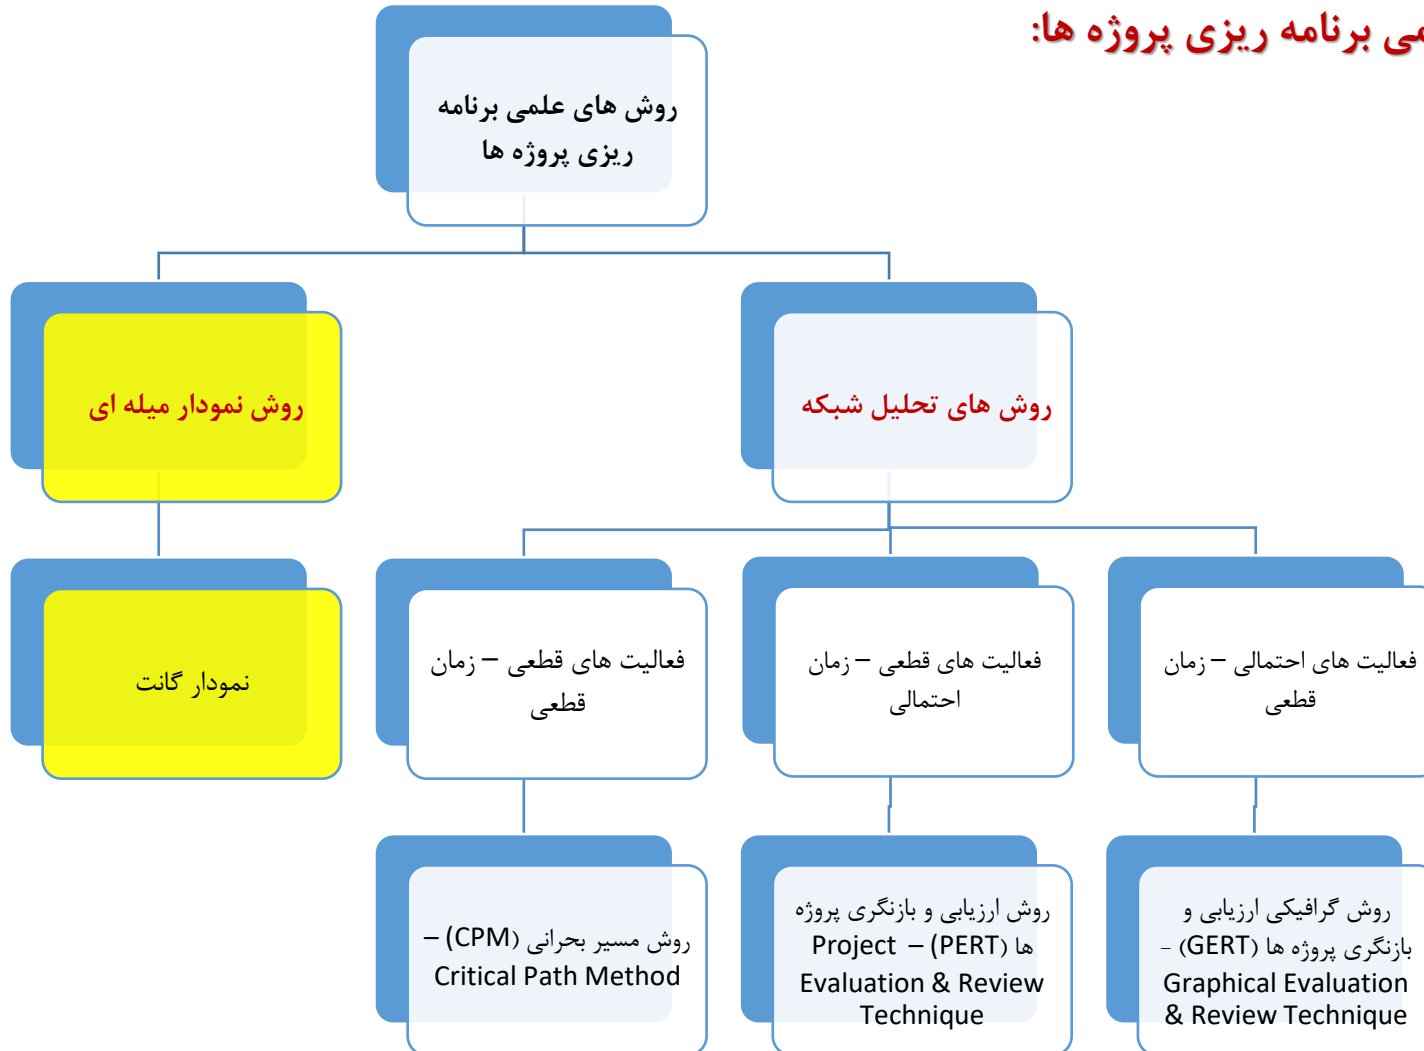 برنامه ریزی پروژه ها:
روش های علمی برنامه
ریزی پروژه ها
روش های تحلیل شبکه
روش نمودار میله ای
فعالیت های احتمالی – زمان
قطعی
فعالیت های قطعی – زمان
احتمالی
فعالیت های قطعی – زمان
قطعی
نمودار گانت
روش گرافیکی ارزیابی و
بازنگری پروژه ها (GERT) -
Graphical Evaluation
& Review Technique
روش ارزیابی و بازنگری پروژه
ها (PERT) – Project
Evaluation & Review
Technique
روش مسیر بحرانی (CPM) –
Critical Path Method